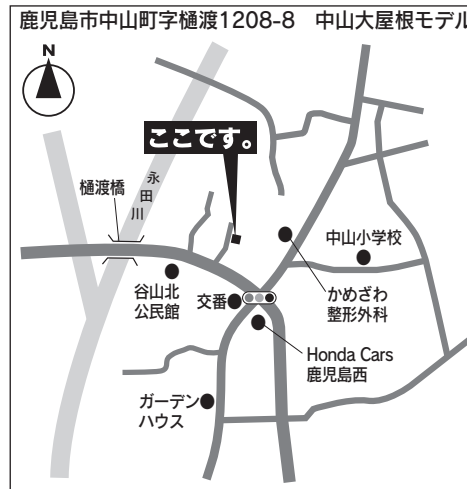 鹿児島市中山町字樋渡1208-8　中山大屋根モデル
N
ここです。
樋渡橋
永田川
中山小学校
谷山北
公民館
交番
かめざわ
整形外科
Honda Cars
鹿児島西
ガーデン
ハウス